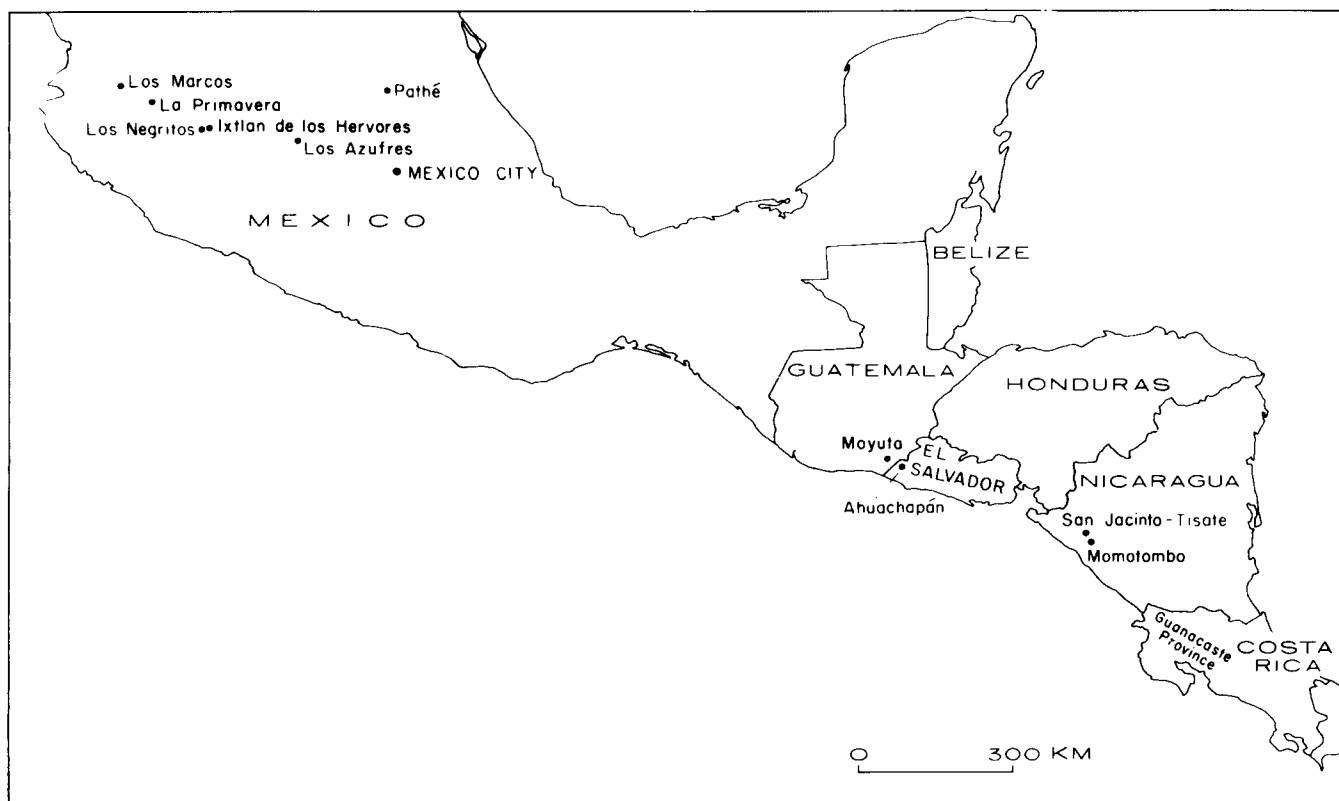 Los Marcos
La Primavera
Pathé
Los Negritos
Ixtlan de los Hervores
Los Azufres
MEXICO CITY
MEXICO
BELIZE
GUATEMALA
HONDURAS
Moyuta
EL
SALVADOR
Ahuachapán
NICARAGUA
San Jacinto-Tisate
Momotombo
Guanacaste
Province
COSTA
RICA
0 300 KM